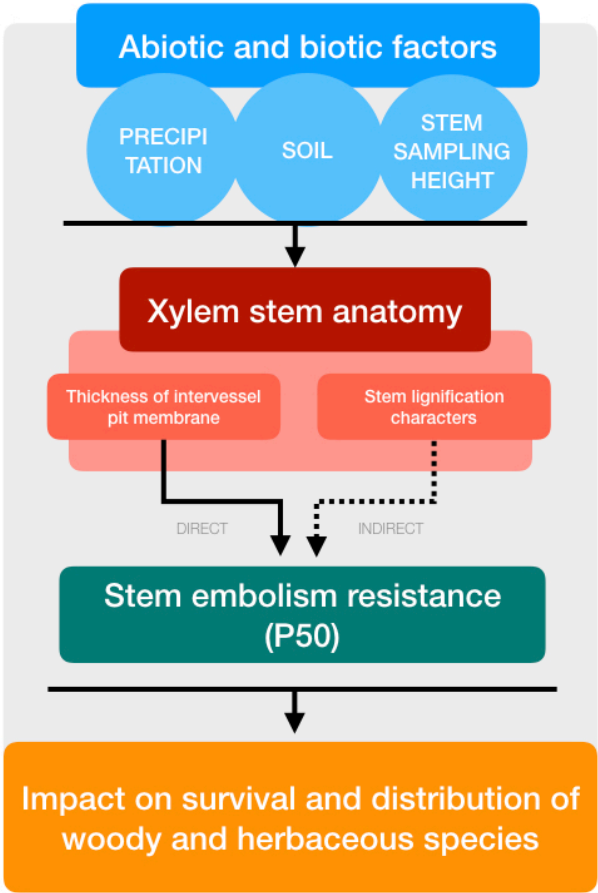 Abiotic and biotic factors
PRECIPI
TATION
SOIL
STEM
SAMPLING
HEIGHT
Xylem stem anatomy
Thickness of intervessel
pit membrane
Stem lignification
characters
DIRECT
INDIRECT
Stem embolism resistance
(P50)
Impact on survival and distribution of
woody and herbaceous species